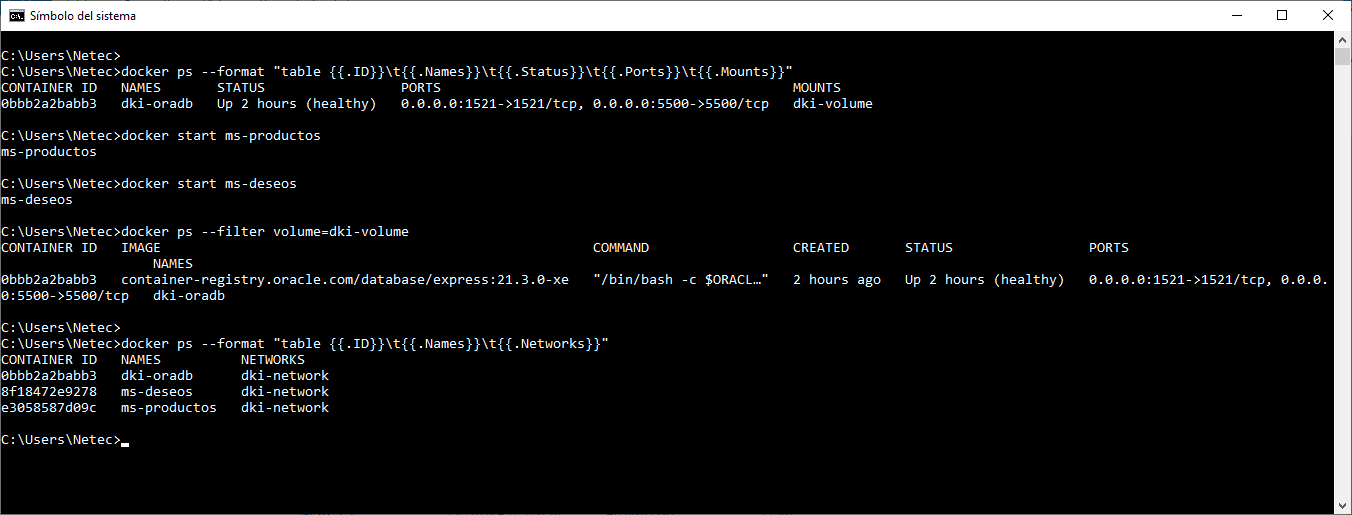 Símbolo del sistema
C:\Users\Netec>
C:\Users\Netec>docker ps --format "table {{.ID}}\t{{.Names}}\t{{.Status}}\t{{.Ports}}\t{{.Mounts}}"
CONTAINER ID   NAMES       STATUS                 PORTS                                            MOUNTS
0bbb2a2babb3   dki-oradb   Up 2 hours (healthy)   0.0.0.0:1521->1521/tcp, 0.0.0.0:5500->5500/tcp   dki-volume
C:\Users\Netec>docker start ms-productos
ms-productos
C:\Users\Netec>docker start ms-deseos
ms-deseos
C:\Users\Netec>docker ps --filter volume=dki-volume
CONTAINER ID   IMAGE                                                      COMMAND                  CREATED       STATUS                 PORTS
                   NAMES
0bbb2a2babb3   container-registry.oracle.com/database/express:21.3.0-xe   "/bin/bash -c $ORACL…"   2 hours ago   Up 2 hours (healthy)   0.0.0.0:1521->1521/tcp, 0.0.0.
0:5500->5500/tcp   dki-oradb
C:\Users\Netec>
C:\Users\Netec>docker ps --format "table {{.ID}}\t{{.Names}}\t{{.Networks}}"
CONTAINER ID   NAMES          NETWORKS
0bbb2a2babb3   dki-oradb      dki-network
8f18472e9278   ms-deseos      dki-network
e3058587d09c   ms-productos   dki-network
C:\Users\Netec>